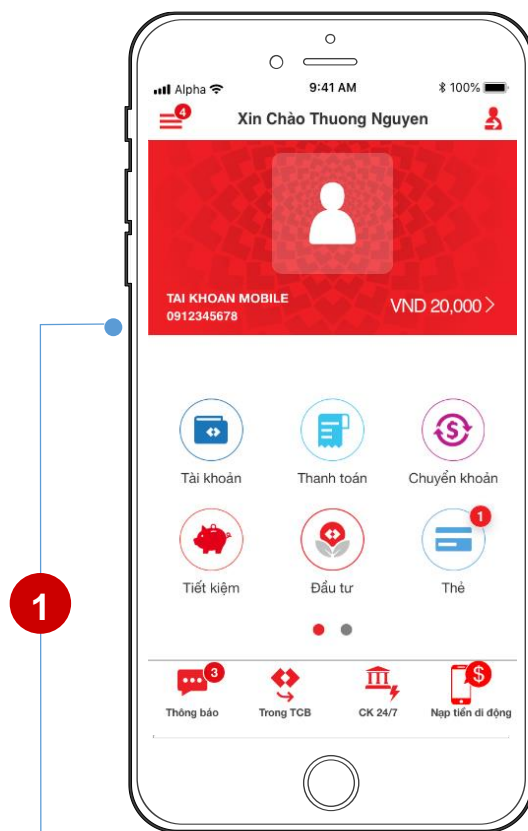 Alpha 9:41 AM 100%
4
Xin Chào Thuong Nguyen
TAI KHOAN MOBILE
0912345678
VND 20,000 >
Tài khoản Thanh toán Chuyển khoản
1
Tiết kiệm Đầu tư Thẻ
1
3
$
Thông báo Trong TCB CK 24/7 Nạp tiền di động